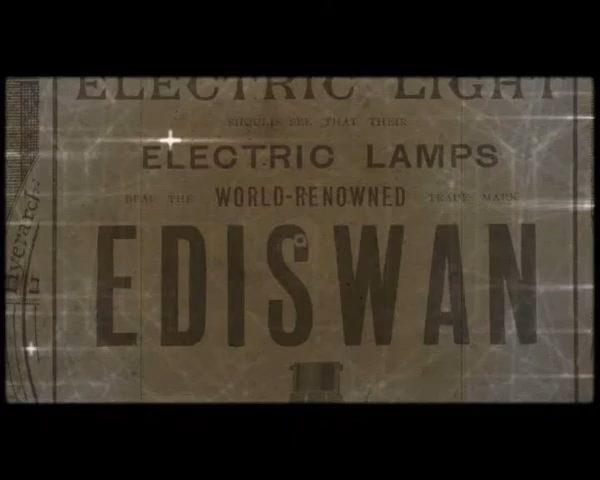 ELECTRIC LIGHT
SHOULD SEE THAT THEIR
ELECTRIC LAMPS
BEAR THE WORLD-RENOWNED TRADE MARK
EDISWAN